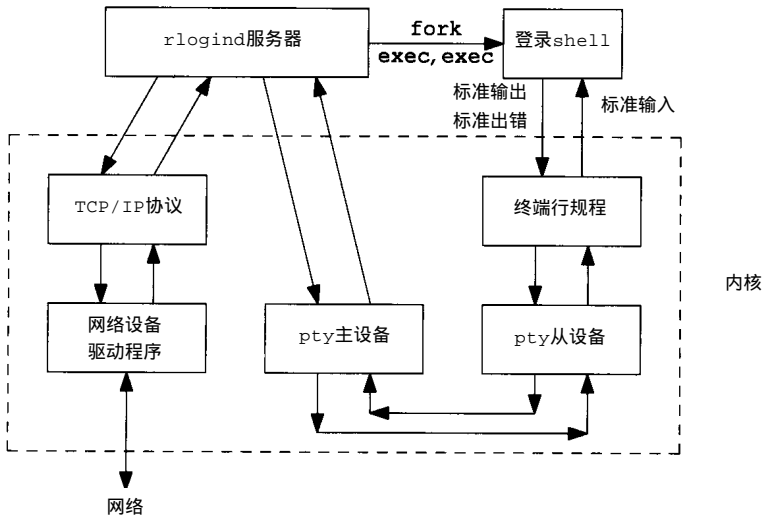 rlogind服务器
fork
exec, exec
登录shell
标准输出
标准出错
标准输入
TCP/IP协议
终端行规程
内核
网络设备
驱动程序
pty主设备
pty从设备
网络